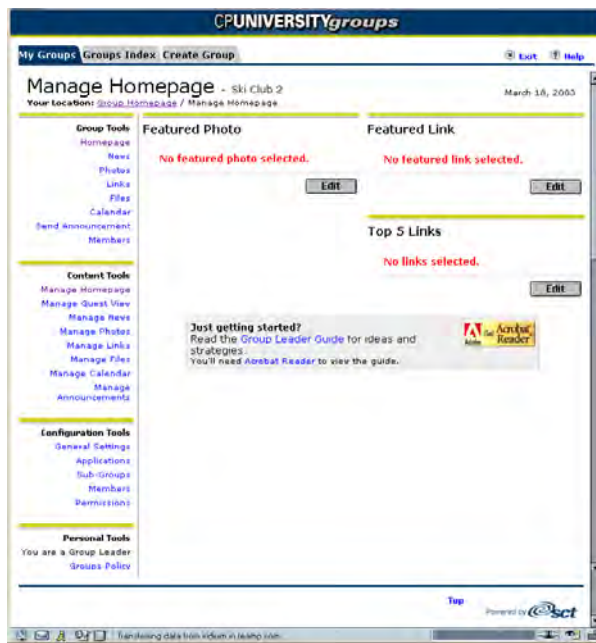 CPUNIVERSITYgroups
My Groups Groups Index Create Group
Exit Help
Manage Homepage - Ski Club 2
March 18, 2003
Your Location: Group Homepage / Manage Homepage
Group Tools
Homepage
News
Photos
Links
Files
Calendar
Send Announcement
Members
Content Tools
Manage Homepage
Manage Guest View
Manage News
Manage Photos
Manage Links
Manage Files
Manage Calendar
Manage
Announcements
Configuration Tools
General Settings
Applications
Sub-Groups
Members
Permissions
Personal Tools
You are a Group Leader
Groups Policy
Featured Photo
No featured photo selected.
Edit
Featured Link
No featured link selected.
Edit
Top 5 Links
No links selected.
Edit
Just getting started?
Read the Group Leader Guide for ideas and
strategies.
You'll need Acrobat Reader to view the guide.
Adobe
Get Acrobat
Reader
Top
Powered by sct
Transferring data from